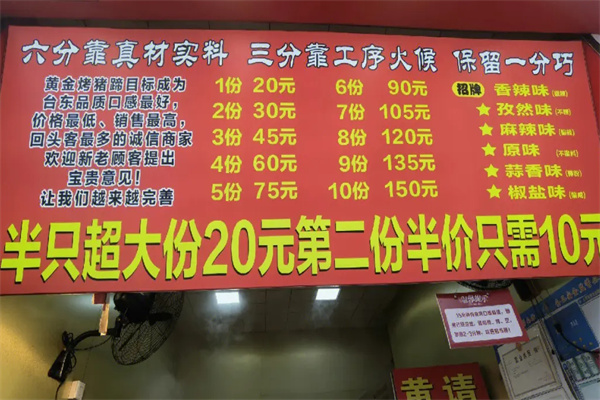 六分靠真材实料 三分靠工序火候 保留一分巧
黄金烤猪蹄目标成为
台东品质口感最好，
价格最低、销售最高，
回头客最多的诚信商家
欢迎新老顾客提出
宝贵意见！
让我们越来越完善
1份 20元 6份 90元
2份 30元 7份 105元
3份 45元 8份 120元
4份 60元 9份 135元
5份 75元 10份 150元
招牌 香辣味
★ 孜然味
★ 麻辣味
★ 原味
★ 蒜香味
★ 椒盐味
半只超大份20元第二份半价只需10元
黄 请